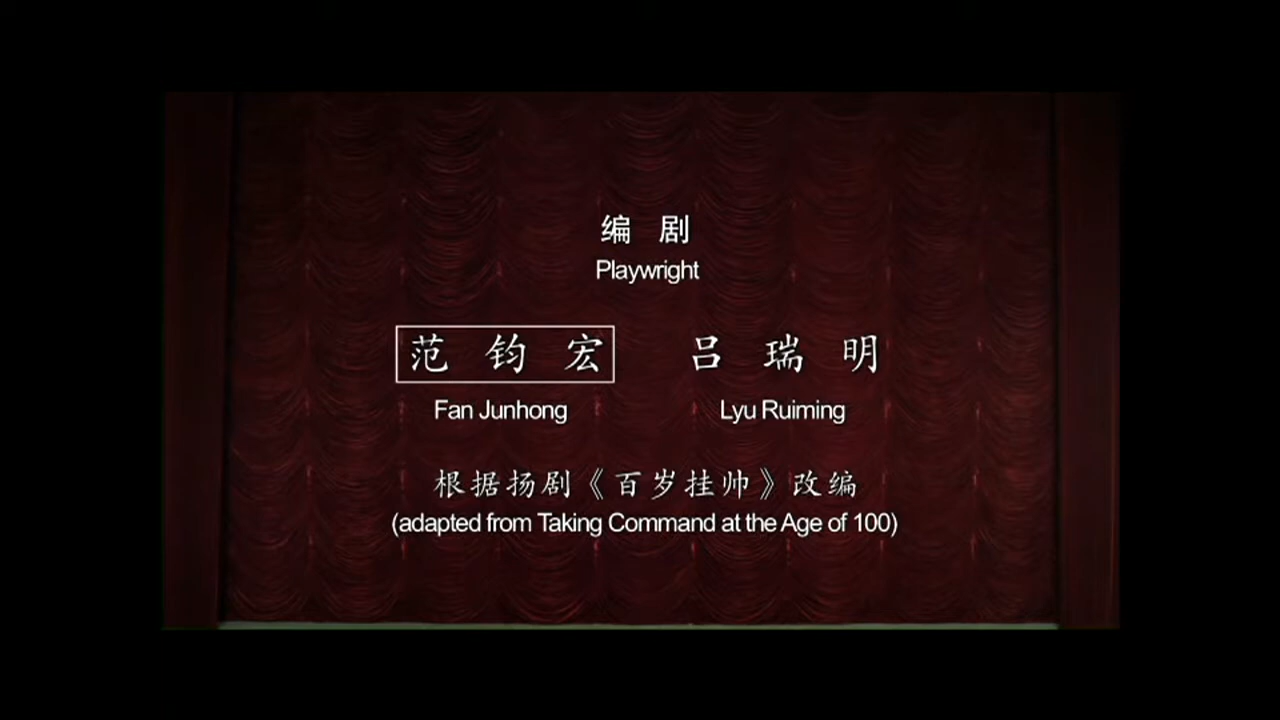 编剧
Playwright
范钧宏 吕瑞明
Fan Junhong Lyu Ruiming
根据扬剧《百岁挂帅》改编
(adapted from Taking Command at the Age of 100)